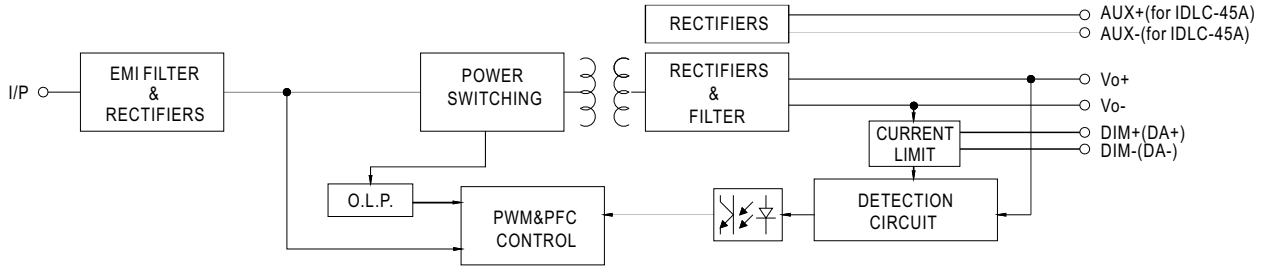 RECTIFIERS
AUX+(for IDLC-45A)
AUX-(for IDLC-45A)
I/P
EMI FILTER
&
RECTIFIERS
POWER
SWITCHING
RECTIFIERS
&
FILTER
Vo+
Vo-
CURRENT
LIMIT
DIM+(DA+)
DIM-(DA-)
O.L.P.
PWM&PFC
CONTROL
DETECTION
CIRCUIT